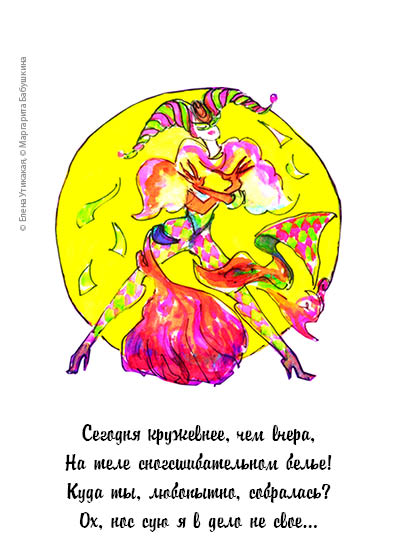 © Елена Утикакая, © Маргарита Бабушкина
Сегодня кружевнее, чем вчера,
На теле сногсшибательном белье!
Куда ты, любопытно, собралась?
Ох, нос сую я в дело не свое...